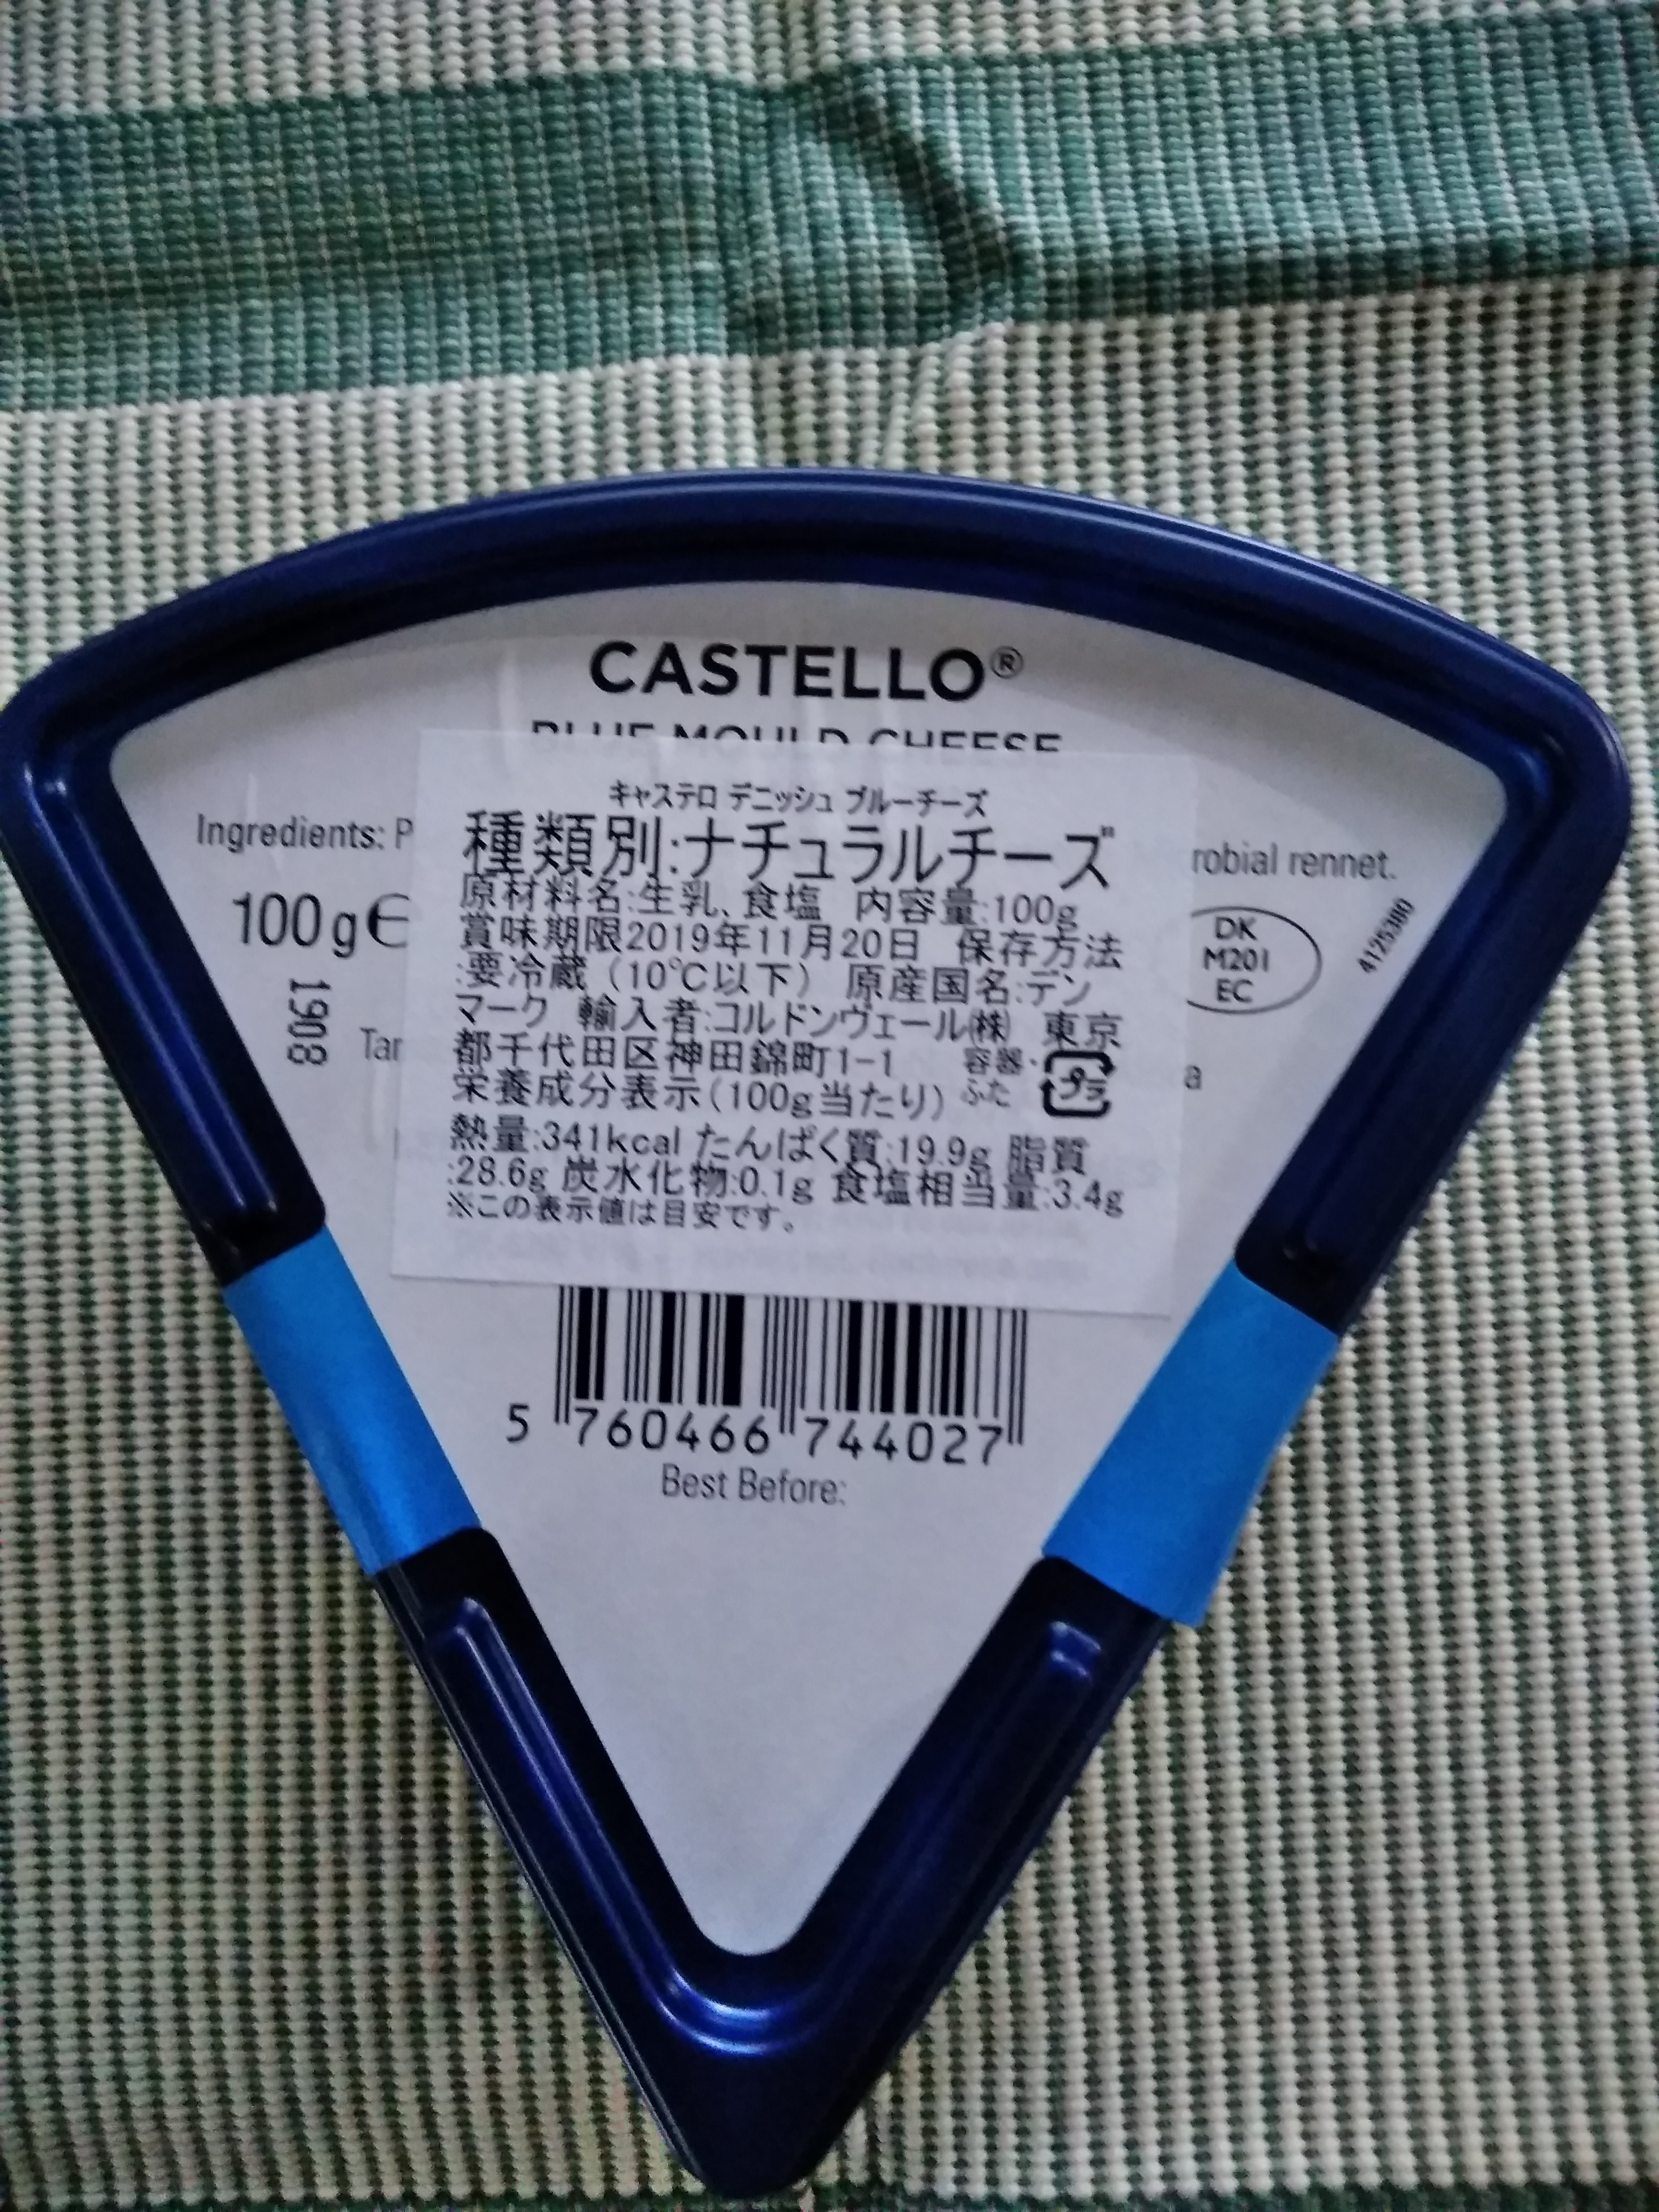 CASTELLO®
BLUE MOULD CHEESE
キャステロ デニッシュ ブルーチーズ
Ingredients: P
種類別:ナチュラルチーズ
robial rennet.
原材料名:生乳、食塩 内容量:100g
100g℮
賞味期限2019年11月20日 保存方法
DK
M201
EC
4125380
:要冷蔵(10℃以下) 原産国名:デン
1908
マーク 輸入者:コルドンヴェール㈱ 東京
Tar
都千代田区神田錦町1-1 容器・
ふた プラ
a
栄養成分表示(100g当たり)
熱量:341kcal たんぱく質:19.9g 脂質
:28.6g 炭水化物:0.1g 食塩相当量:3.4g
※この表示値は目安です。
5 760466 744027
Best Before: